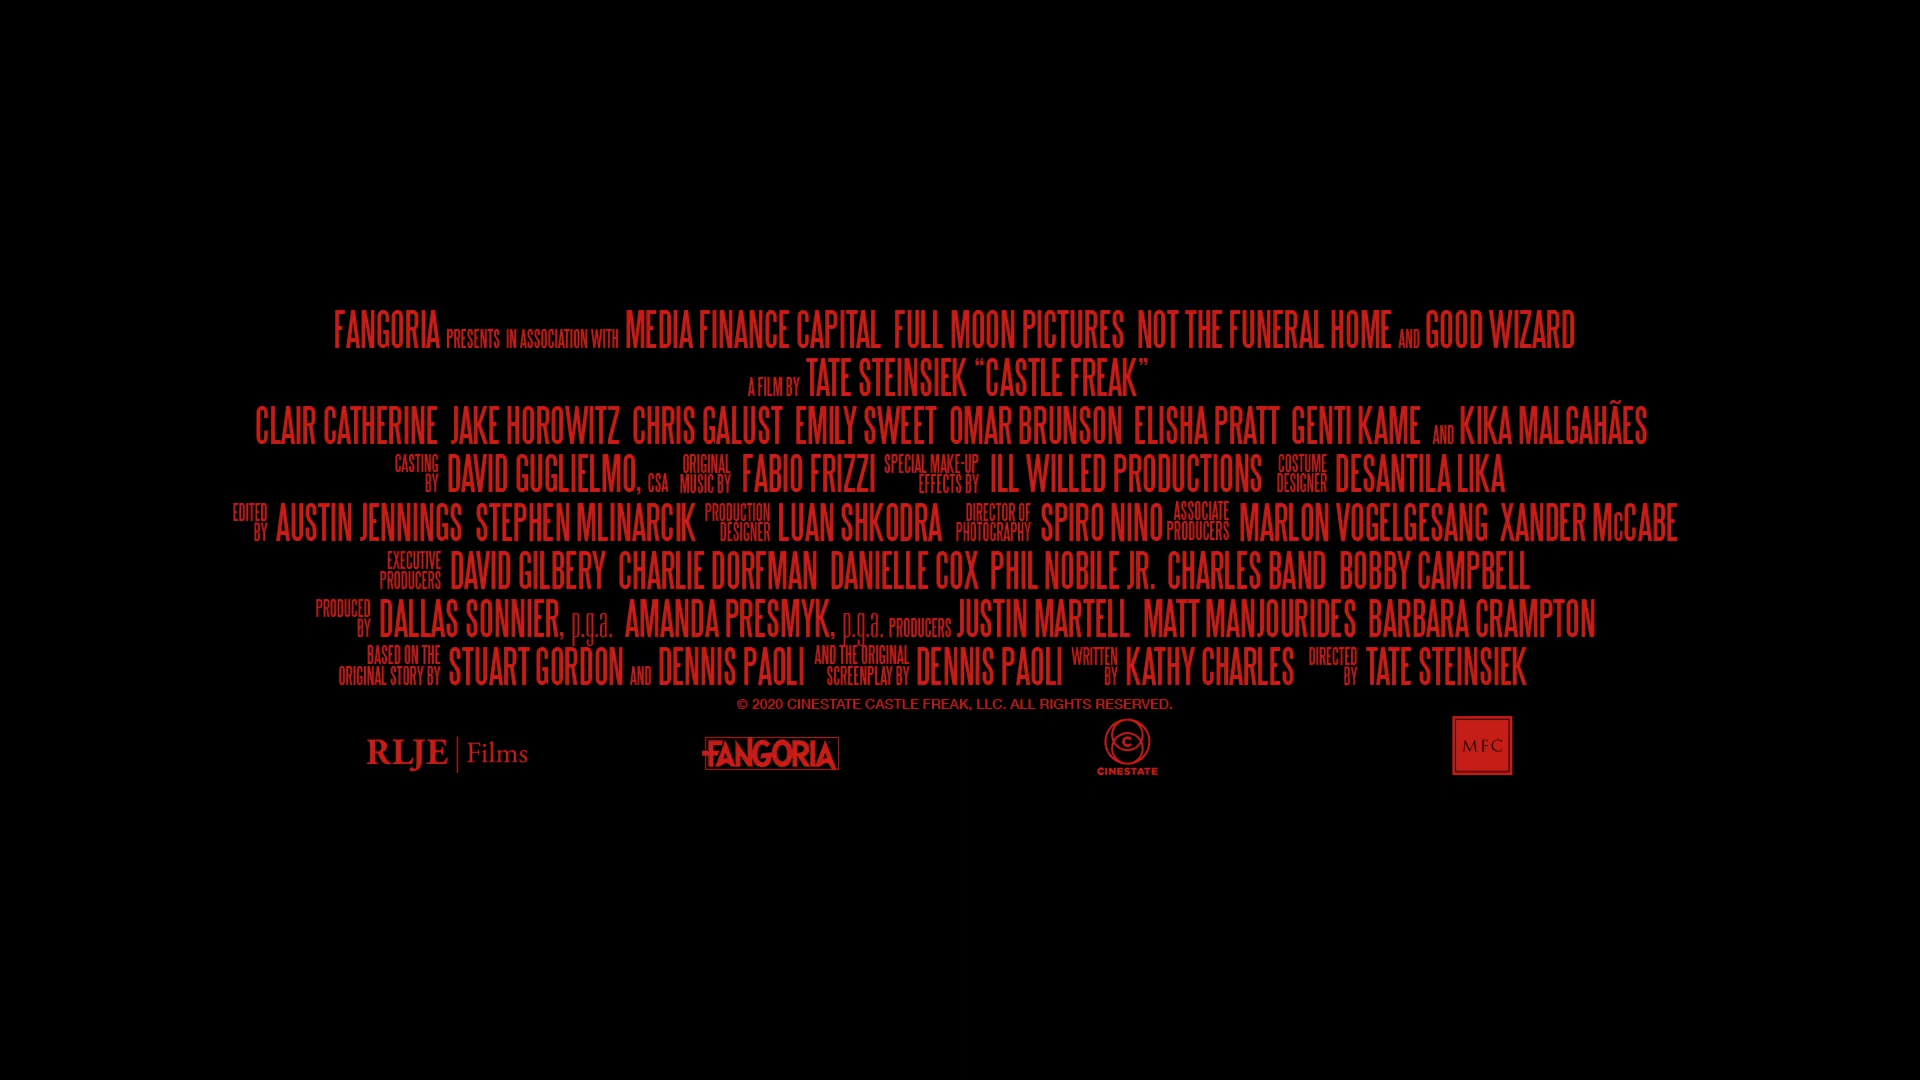 FANGORIA PRESENTS IN ASSOCIATION WITH MEDIA FINANCE CAPITAL FULL MOON PICTURES NOT THE FUNERAL HOME AND GOOD WIZARD
A FILM BY TATE STEINSIEK “CASTLE FREAK”
CLAIR CATHERINE JAKE HOROWITZ CHRIS GALUST EMILY SWEET OMAR BRUNSON ELISHA PRATT GENTI KAME AND KIKA MALGAHÃES
CASTING BY DAVID GUGLIELMO, CSA ORIGINAL MUSIC BY FABIO FRIZZI SPECIAL MAKE-UP EFFECTS BY ILL WILLED PRODUCTIONS COSTUME DESIGNER DESANTILA LIKA
EDITED BY AUSTIN JENNINGS STEPHEN MLINARCIK PRODUCTION DESIGNER LUAN SHKODRA DIRECTOR OF PHOTOGRAPHY SPIRO NINO ASSOCIATE PRODUCERS MARLON VOGELGESANG XANDER McCABE
EXECUTIVE PRODUCERS DAVID GILBERY CHARLIE DORFMAN DANIELLE COX PHIL NOBILE JR. CHARLES BAND BOBBY CAMPBELL
PRODUCED BY DALLAS SONNIER, p.g.a. AMANDA PRESMYK, p.g.a. PRODUCERS JUSTIN MARTELL MATT MANJOURIDES BARBARA CRAMPTON
BASED ON THE ORIGINAL STORY BY STUART GORDON AND DENNIS PAOLI AND THE ORIGINAL SCREENPLAY BY DENNIS PAOLI WRITTEN BY KATHY CHARLES DIRECTED BY TATE STEINSIEK
© 2020 CINESTATE CASTLE FREAK, LLC. ALL RIGHTS RESERVED.
RLJE | Films FANGORIA C CINESTATE MFC